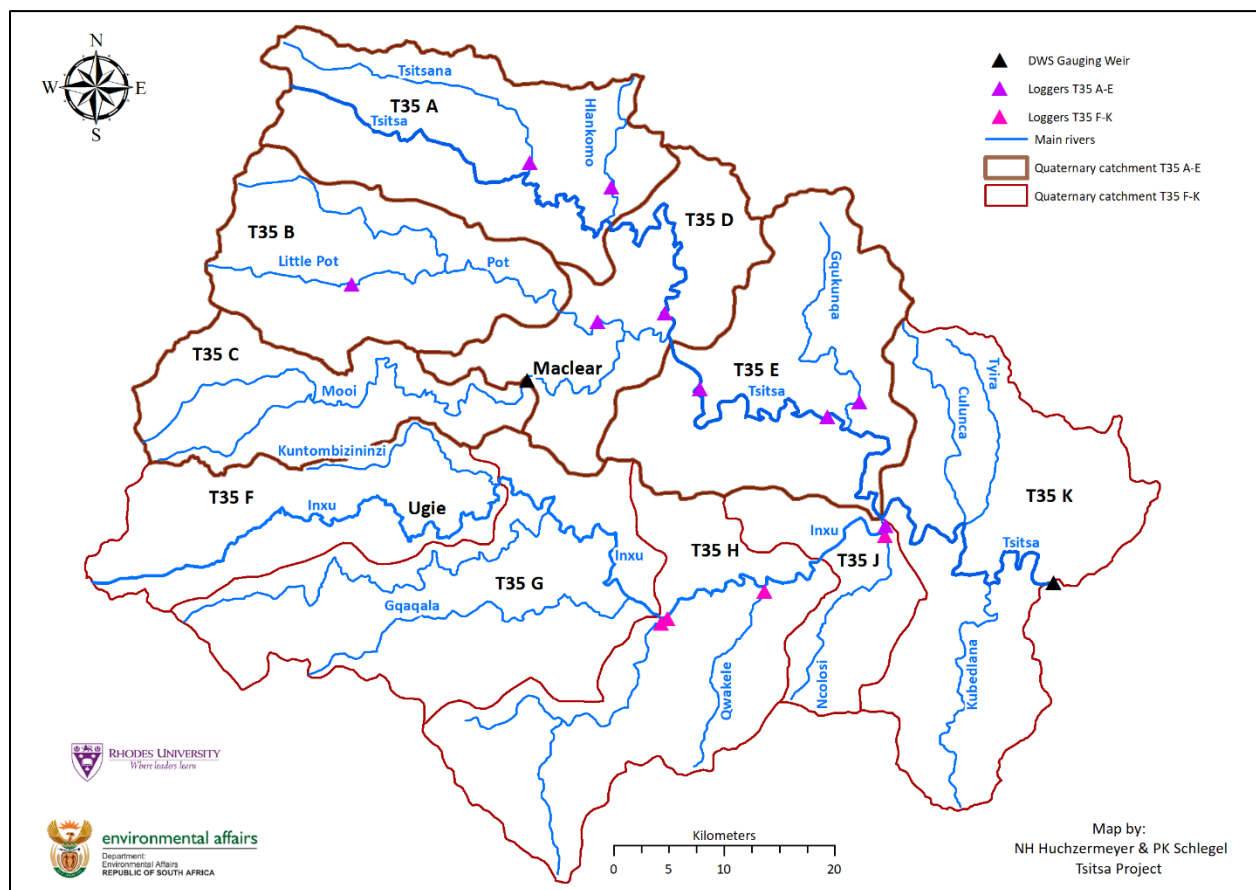 N
W
E
S
Tsitsana
T35 A
Tsitsa
Hlankomo
DWS Gauging Weir
Loggers T35 A-E
Loggers T35 F-K
Main rivers
Quaternary catchment T35 A-E
Quaternary catchment T35 F-K
T35 B
Little Pot
Pot
T35 D
Gqukunqa
T35 C
Mooi
Maclear
T35 E
Tsitsa
Culunca
Tyira
Kuntombizininzi
T35 F
Inxu
Ugie
T35 K
Inxu
T35 H
Inxu
T35 J
Tsitsa
T35 G
Gqaqala
Qwakele
Ncolosi
Kubedlana
RHODES UNIVERSITY
Where leaders learn
environmental affairs
Department:
Environmental Affairs
REPUBLIC OF SOUTH AFRICA
Kilometers
0
5
10
20
Map by:
NH Huchzermeyer & PK Schlegel
Tsitsa Project